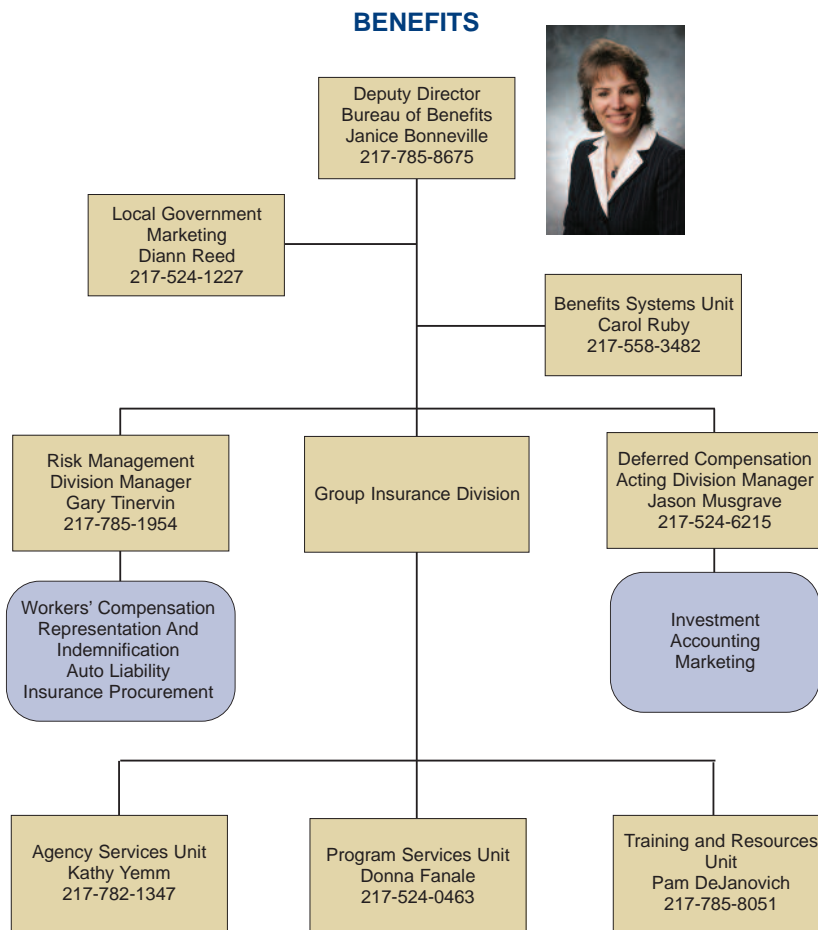 BENEFITS
Deputy Director
Bureau of Benefits
Janice Bonneville
217-785-8675
Local Government
Marketing
Diann Reed
217-524-1227
Benefits Systems Unit
Carol Ruby
217-558-3482
Risk Management
Division Manager
Gary Tinervin
217-785-1954
Group Insurance Division
Deferred Compensation
Acting Division Manager
Jason Musgrave
217-524-6215
Workers’ Compensation
Representation And
Indemnification
Auto Liability
Insurance Procurement
Investment
Accounting
Marketing
Agency Services Unit
Kathy Yemm
217-782-1347
Program Services Unit
Donna Fanale
217-524-0463
Training and Resources
Unit
Pam DeJanovich
217-785-8051